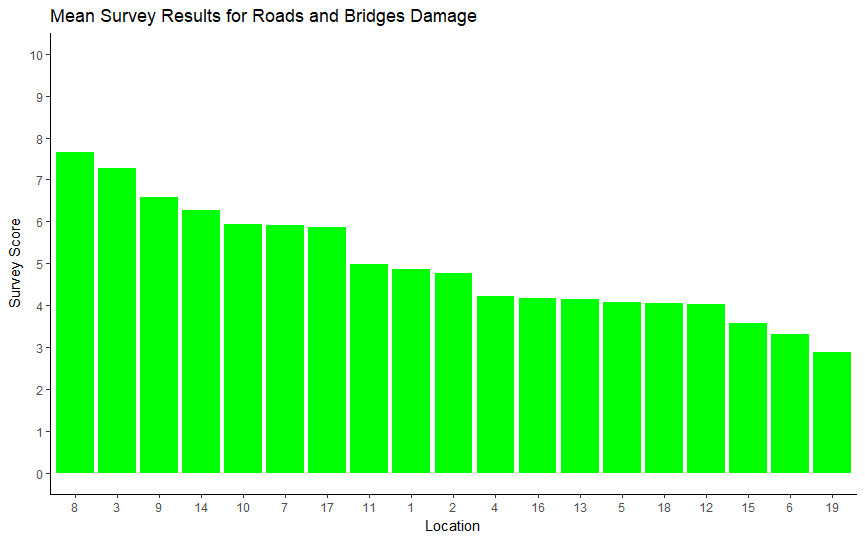 Mean Survey Results for Roads and Bridges Damage
10
9
8
7
6
5
4
3
2
1
0
Survey Score
8 3 9 14 10 7 17 11 1 2 4 16 13 5 18 12 15 6 19
Location